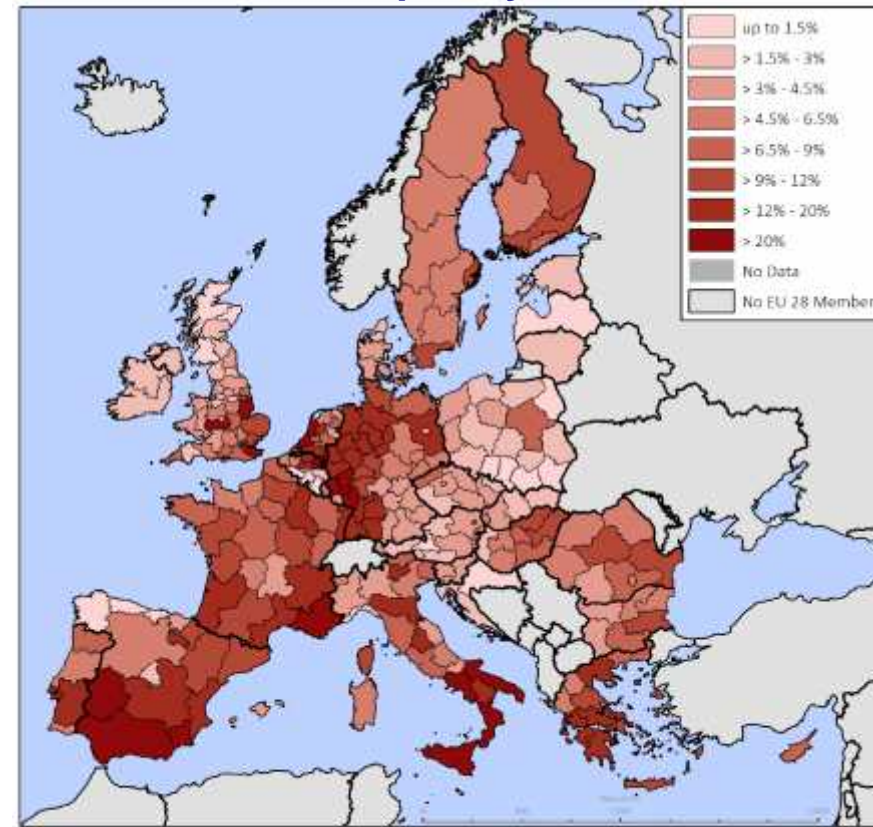 up to 1.5%
> 1.5% - 3%
> 3% - 4.5%
> 4.5% - 6.5%
> 6.5% - 9%
> 9% - 12%
> 12% - 20%
> 20%
No Data
No EU 28 Member